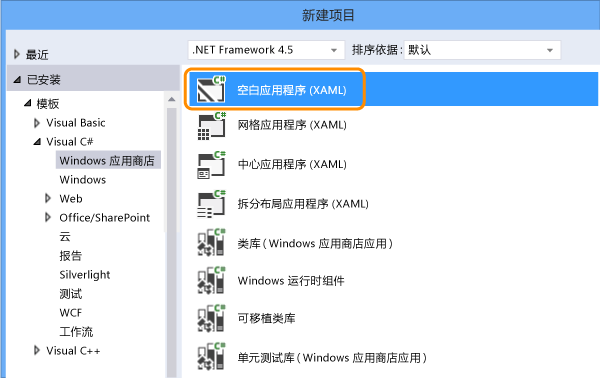 新建项目
最近
.NET Framework 4.5
排序依据: 默认
已安装
模板
Visual Basic
Visual C#
Windows 应用商店
Windows
Web
Office/SharePoint
云
报告
Silverlight
测试
WCF
工作流
Visual C++
C# 空白应用程序 (XAML)
C# 网格应用程序 (XAML)
C# 中心应用程序 (XAML)
C# 拆分布局应用程序 (XAML)
C# 类库 ( Windows 应用商店应用 )
C# Windows 运行时组件
C# 可移植类库
C# 单元测试库 ( Windows 应用商店应用 )